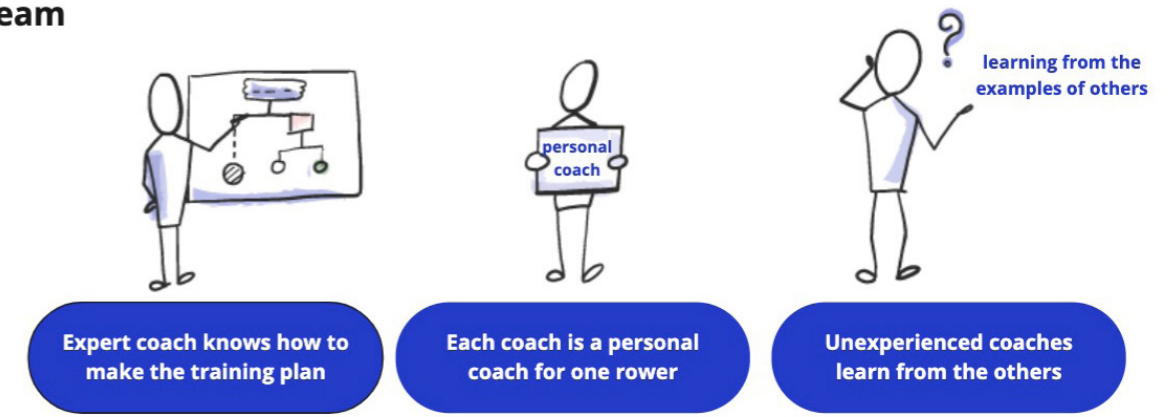 eam
learning from the
examples of others
personal
coach
Expert coach knows how to
make the training plan
Each coach is a personal
coach for one rower
Unexperienced coaches
learn from the others